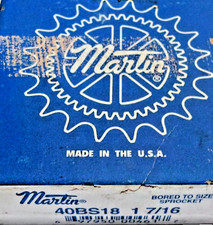 Martin
MADE IN THE U.S.A.
Martin
BORED TO SIZE
SPROCKET
40BS18 1 7/16